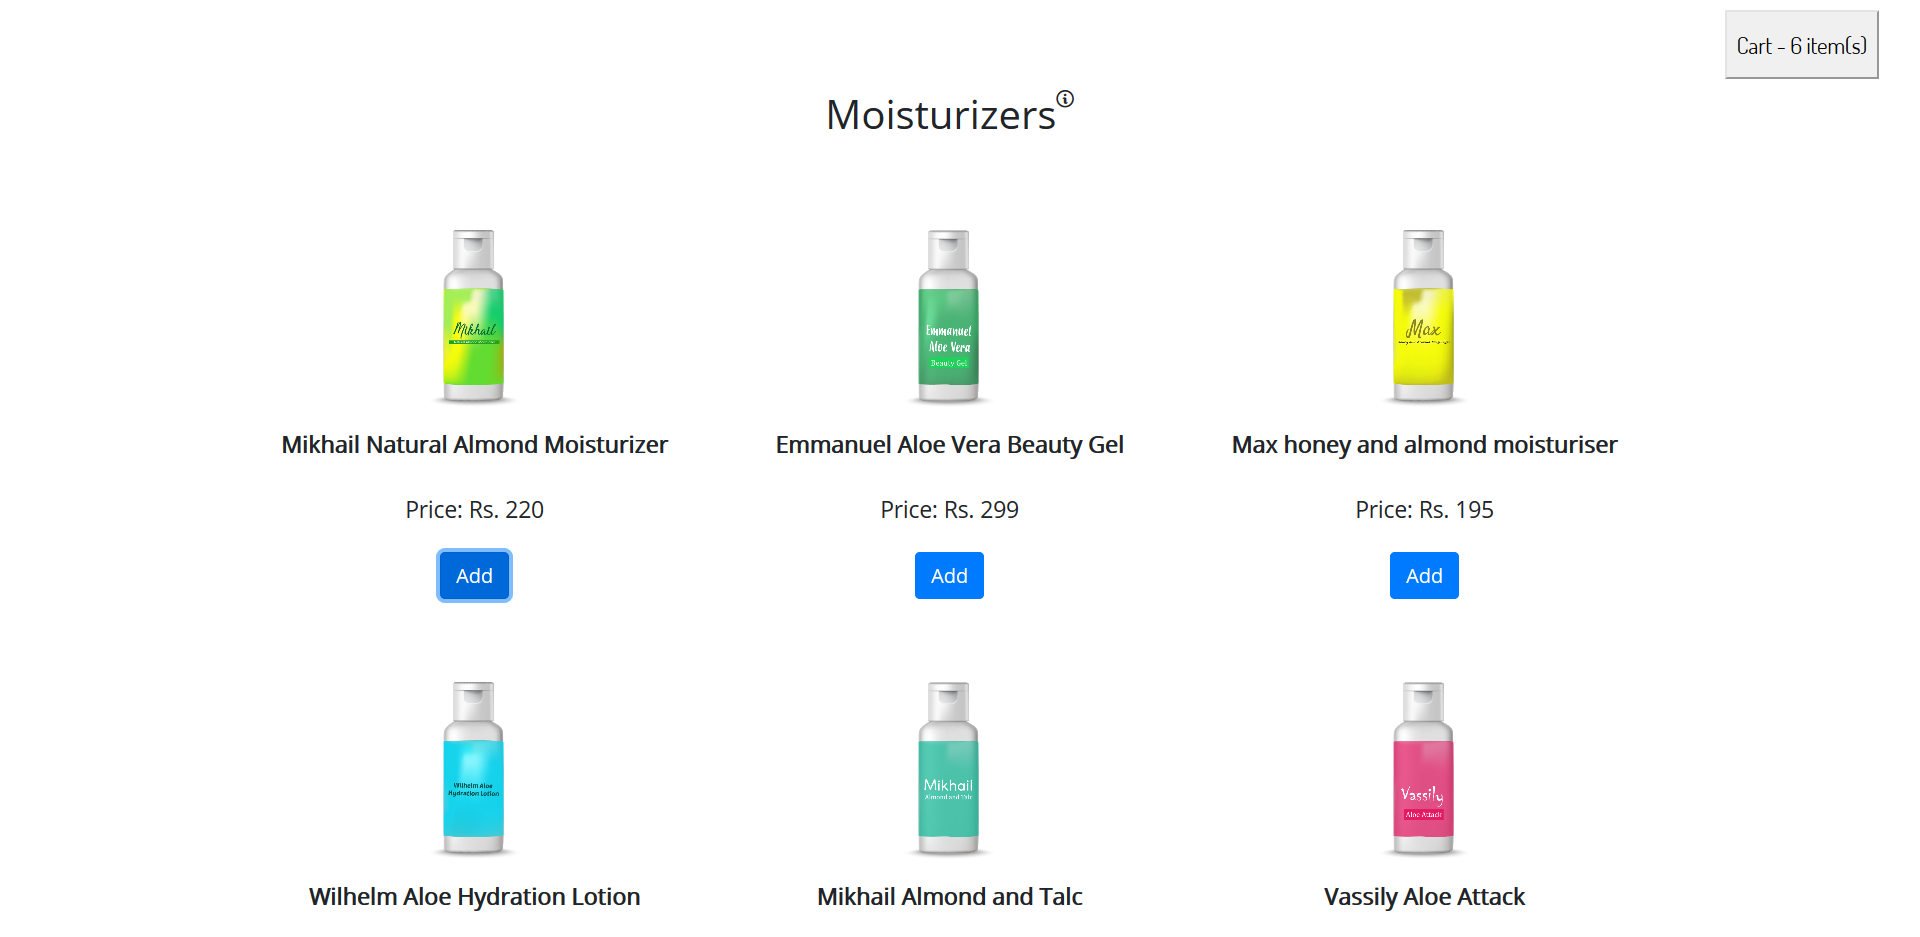 Cart - 6 item(s)
Moisturizers
Mikhail
Emmanuel
Aloe Vera
Beauty Gel
Max
Mikhail Natural Almond Moisturizer
Emmanuel Aloe Vera Beauty Gel
Max honey and almond moisturiser
Price: Rs. 220
Price: Rs. 299
Price: Rs. 195
Add
Add
Add
Wilhelm Aloe
Hydration Lotion
Mikhail
Almond and Talc
Vassily
Aloe Attack
Wilhelm Aloe Hydration Lotion
Mikhail Almond and Talc
Vassily Aloe Attack